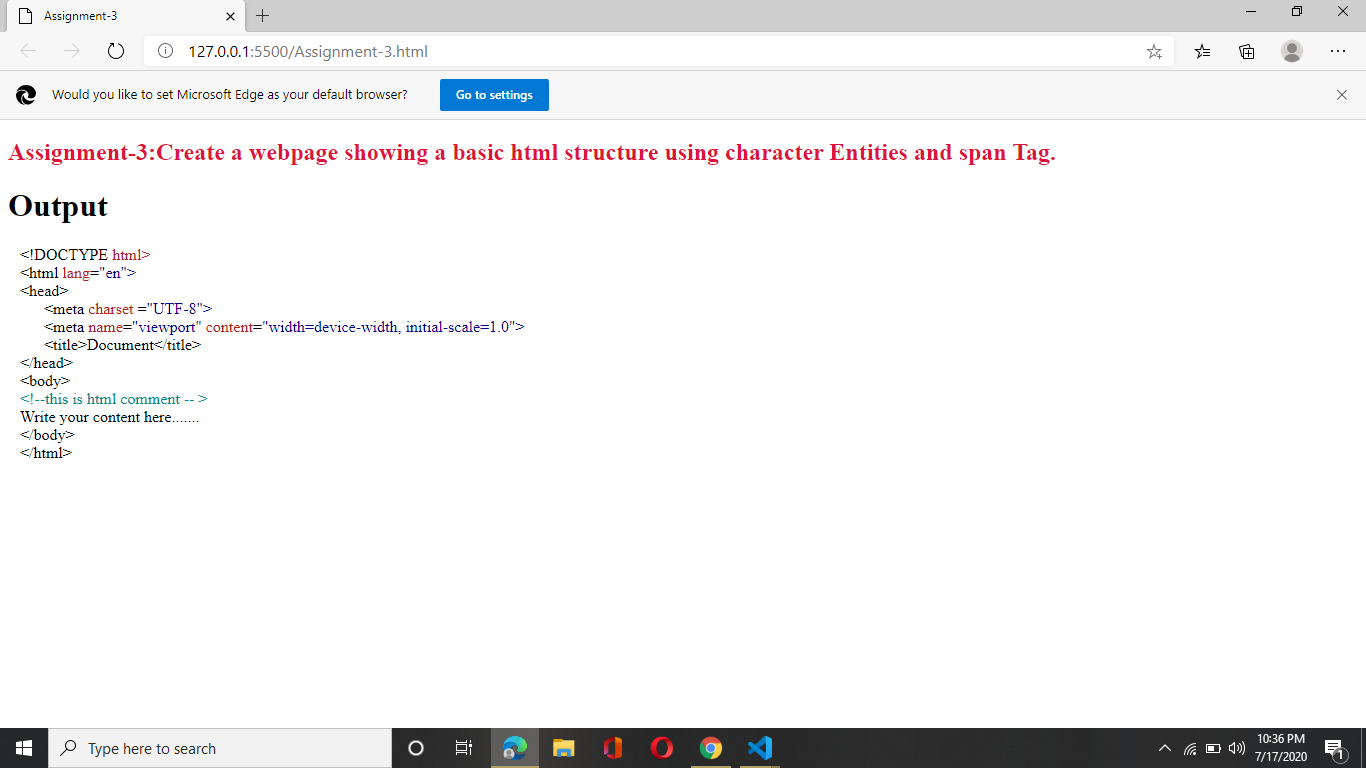 Assignment-3
127.0.0.1:5500/Assignment-3.html
Would you like to set Microsoft Edge as your default browser?
Go to settings
Assignment-3:Create a webpage showing a basic html structure using character Entities and span Tag.
Output
<!DOCTYPE html>
<html lang="en">
<head>
<meta charset ="UTF-8">
<meta name="viewport" content="width=device-width, initial-scale=1.0">
<title>Document</title>
</head>
<body>
<!--this is html comment -- >
Write your content here.......
</body>
</html>
Type here to search
10:36 PM
7/17/2020
1